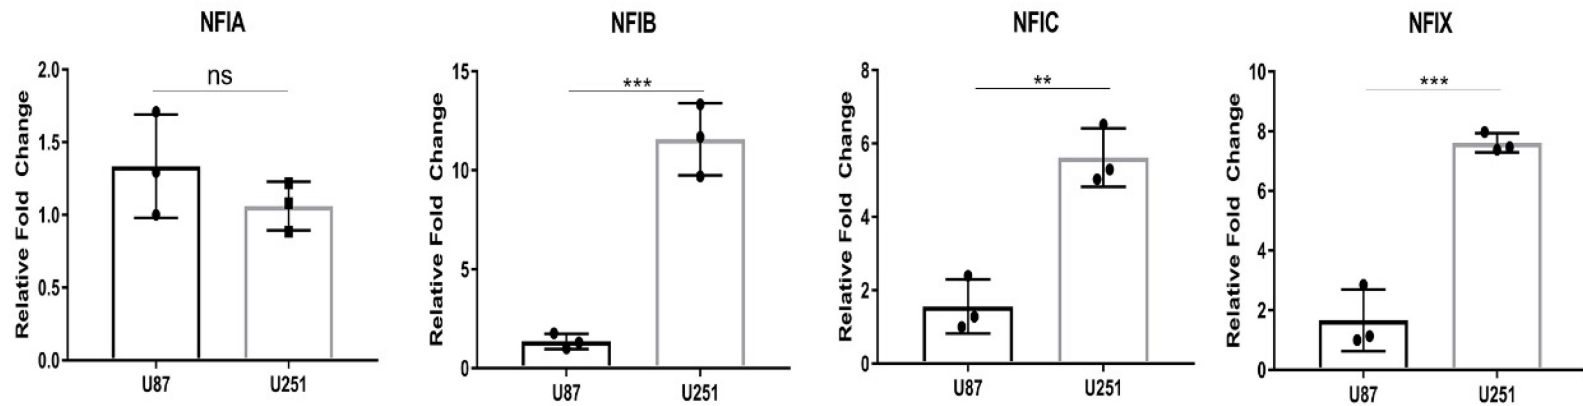 NFIA
Relative Fold Change
2.0
1.5
1.0
0.5
0.0
ns
U87
U251
NFIB
Relative Fold Change
15
10
5
0
***
U87
U251
NFIC
Relative Fold Change
8
6
4
2
0
**
U87
U251
NFIX
Relative Fold Change
10
8
6
4
2
0
***
U87
U251